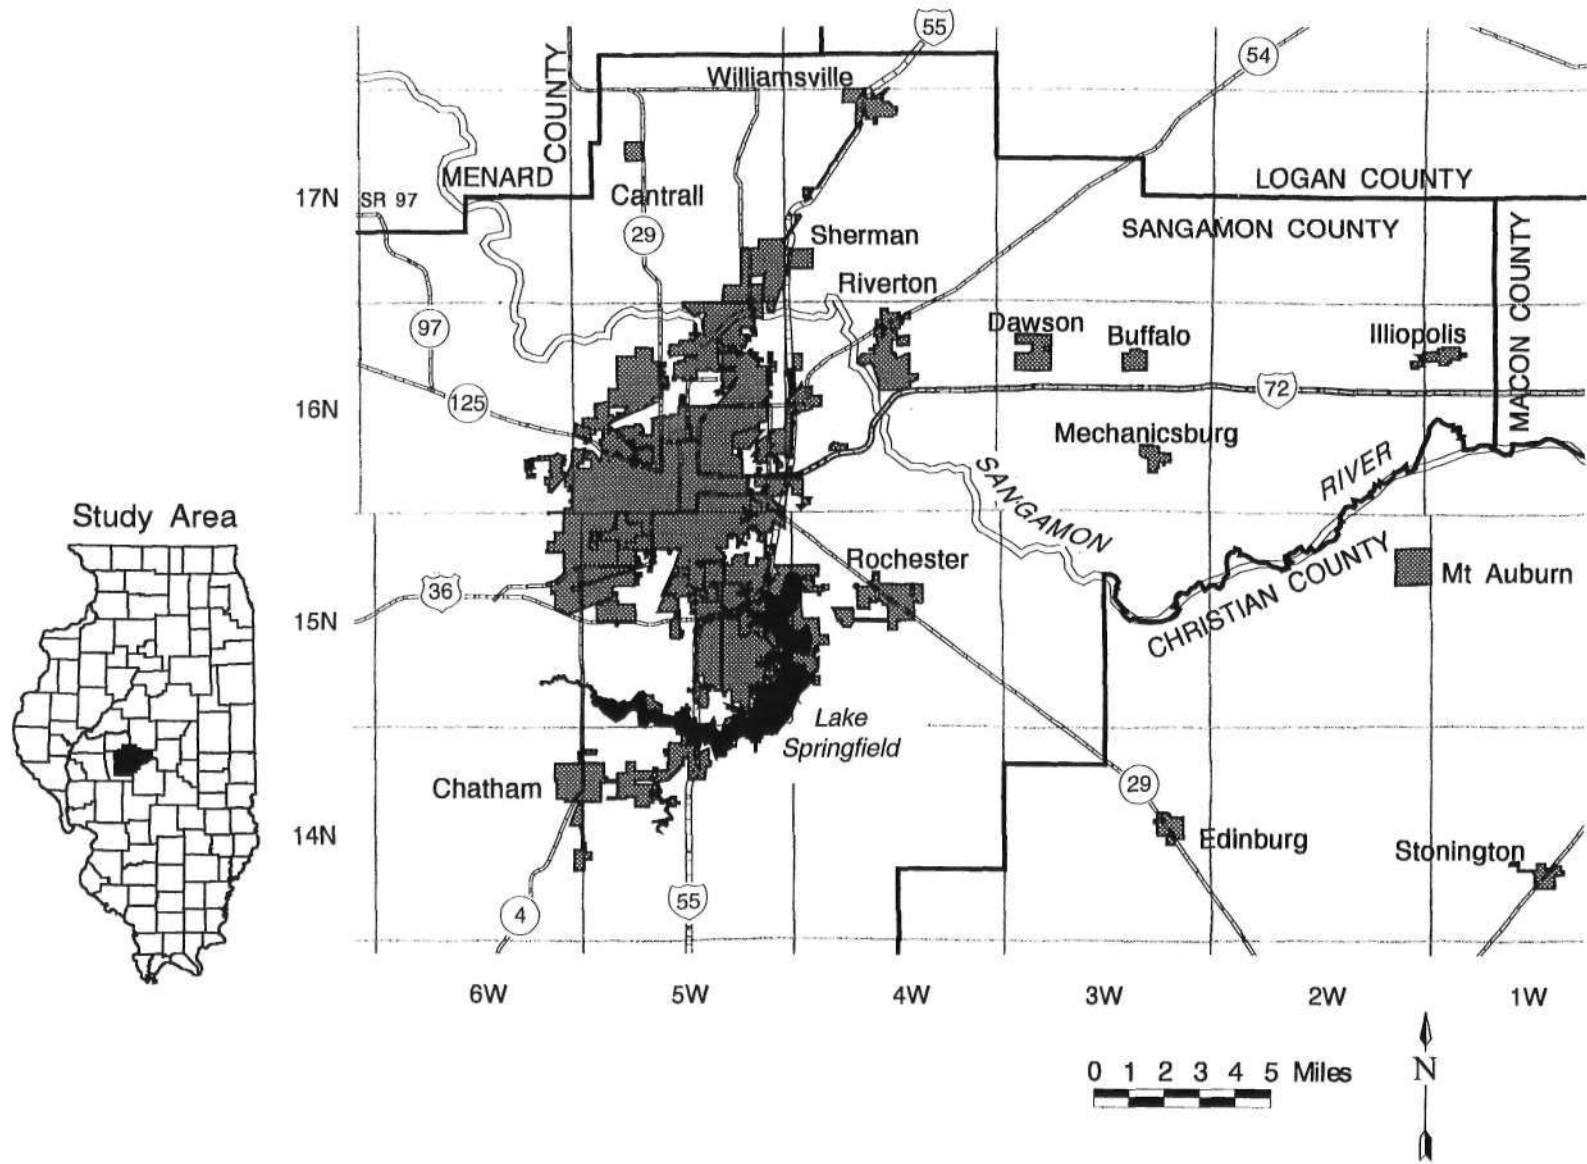 55
54
Williamsville
COUNTY
MENARD
17N
SR 97
Cantrall
LOGAN COUNTY
29
Sherman
SANGAMON COUNTY
MACON COUNTY
Riverton
97
Dawson
Buffalo
Illiopolis
72
125
16N
Mechanicsburg
SANGAMON
RIVER
Study Area
Rochester
CHRISTIAN COUNTY
Mt Auburn
36
15N
Lake
Springfield
Chatham
29
14N
Edinburg
Stonington
4
55
6W 5W 4W 3W 2W 1W
0 1 2 3 4 5 Miles
N